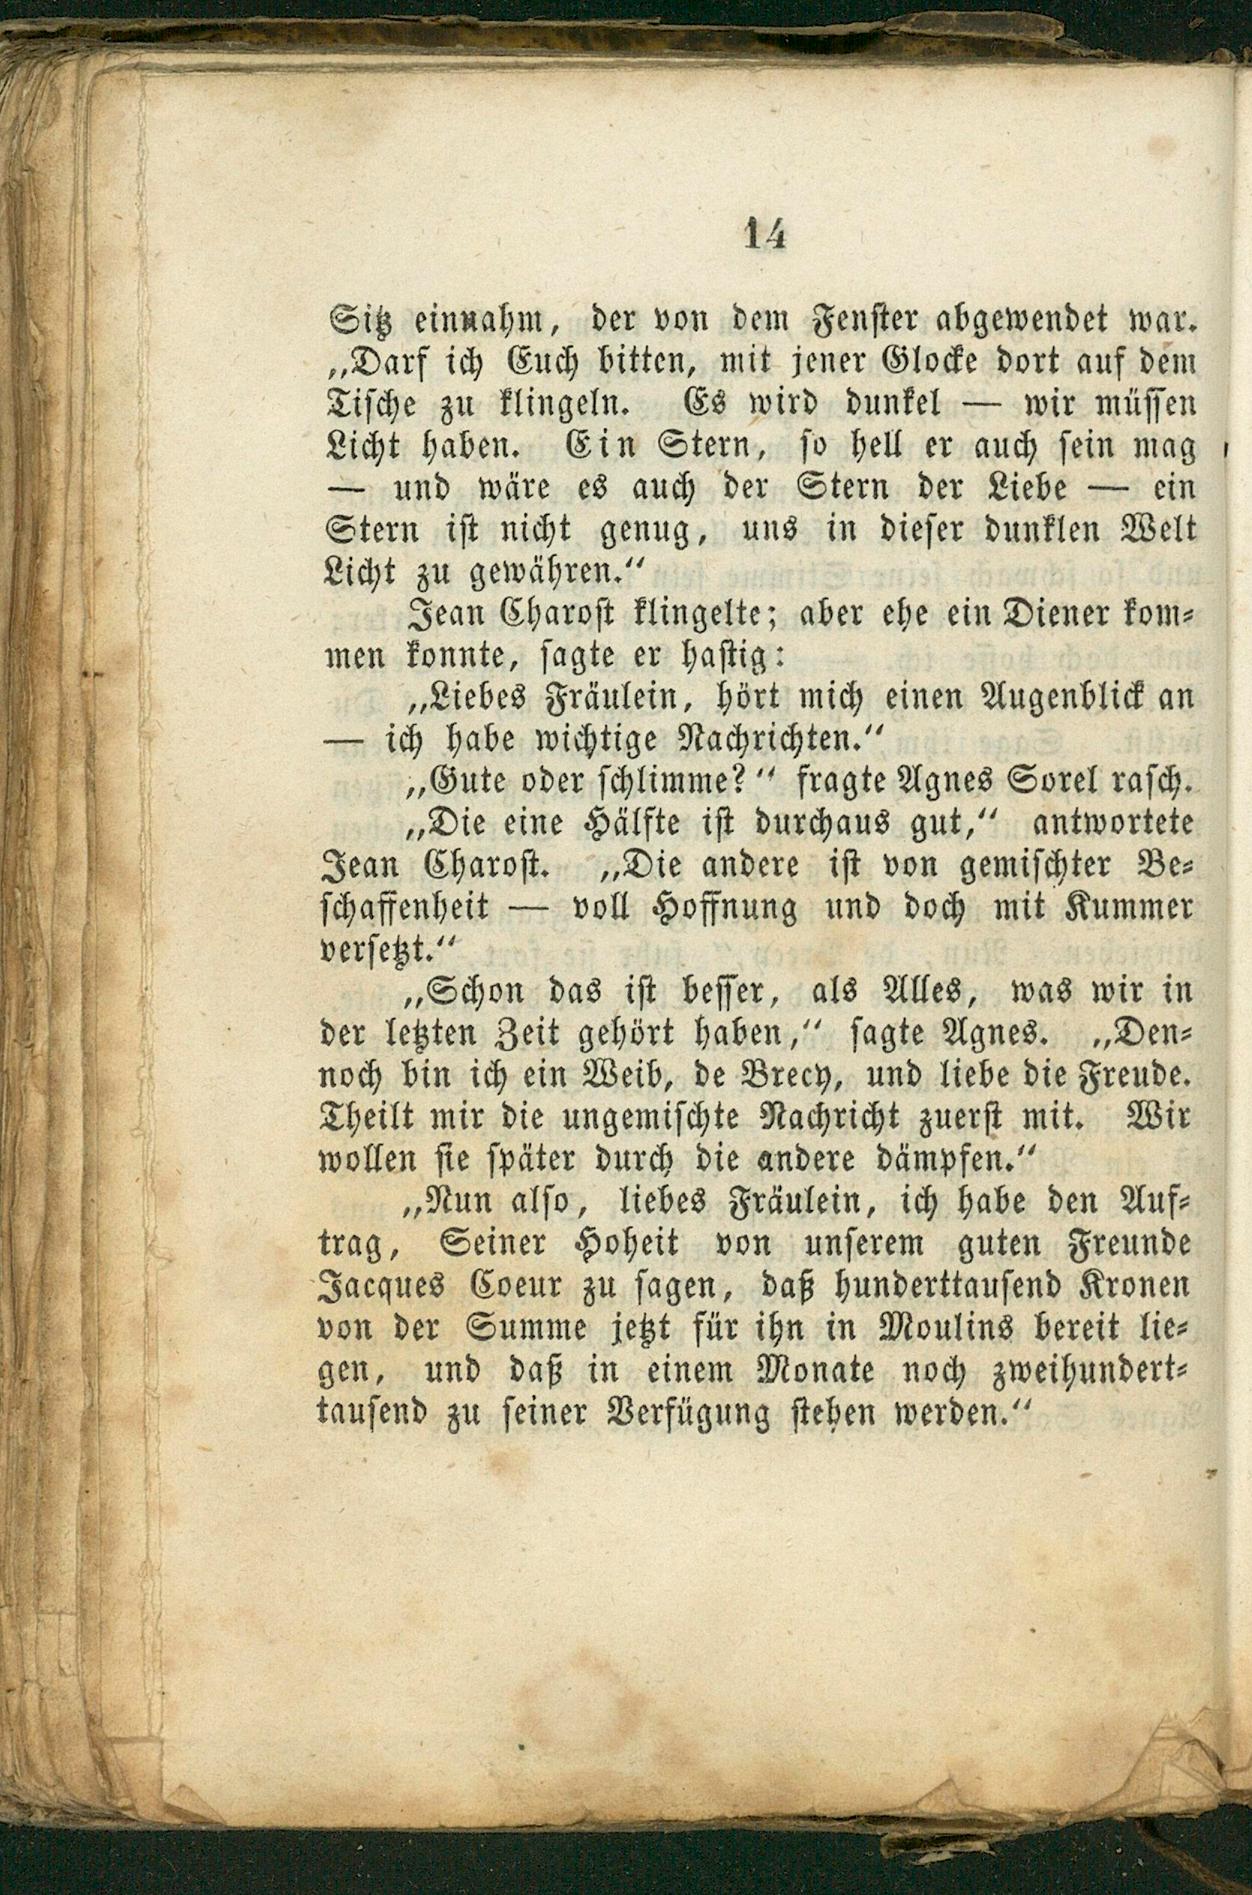 14
Sitz einnahm, der von dem Fenster abgewendet war.
„Darf ich Euch bitten, mit jener Glocke dort auf dem
Tische zu klingeln. Es wird dunkel — wir müssen
Licht haben. Ein Stern, so hell er auch sein mag
— und wäre es auch der Stern der Liebe — ein
Stern ist nicht genug, uns in dieser dunklen Welt
Licht zu gewähren.“
Jean Charost klingelte; aber ehe ein Diener kom-
men konnte, sagte er hastig:
„Liebes Fräulein, hört mich einen Augenblick an
— ich habe wichtige Nachrichten.“
„Gute oder schlimme?“ fragte Agnes Sorel rasch.
„Die eine Hälfte ist durchaus gut,“ antwortete
Jean Charost. „Die andere ist von gemischter Be-
schaffenheit — voll Hoffnung und doch mit Kummer
versetzt.“
„Schon das ist besser, als Alles, was wir in
der letzten Zeit gehört haben,“ sagte Agnes. „Den-
noch bin ich ein Weib, de Brecy, und liebe die Freude.
Theilt mir die ungemischte Nachricht zuerst mit. Wir
wollen sie später durch die andere dämpfen.“
„Nun also, liebes Fräulein, ich habe den Auf-
trag, Seiner Hoheit von unserem guten Freunde
Jacques Coeur zu sagen, daß hunderttausend Kronen
von der Summe jetzt für ihn in Moulins bereit lie-
gen, und daß in einem Monate noch zweihundert-
tausend zu seiner Verfügung stehen werden.“